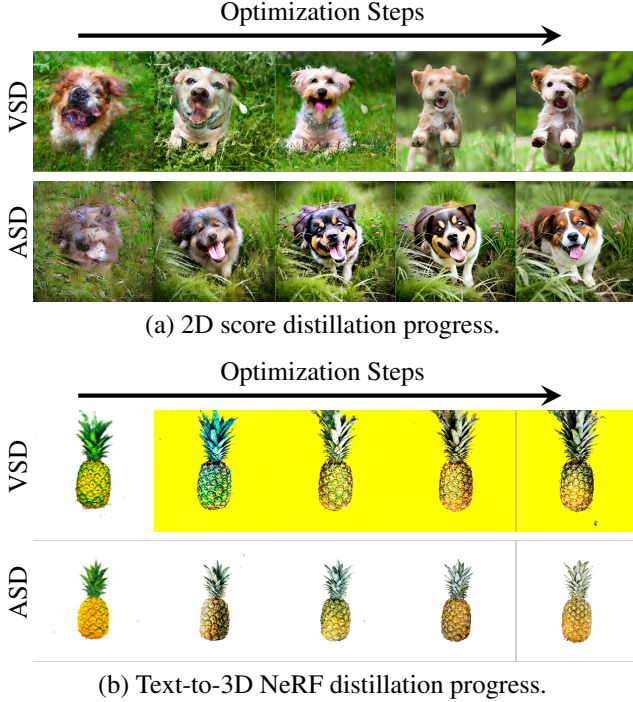 Optimization Steps
VSD
ASD
(a) 2D score distillation progress.
Optimization Steps
VSD
ASD
(b) Text-to-3D NeRF distillation progress.